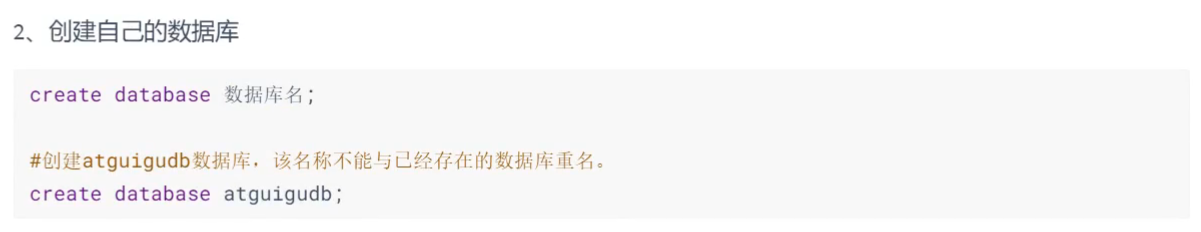 2、创建自己的数据库
create database 数据库名;
#创建atguigudb数据库，该名称不能与已经存在的数据库重名。
create database atguigudb;